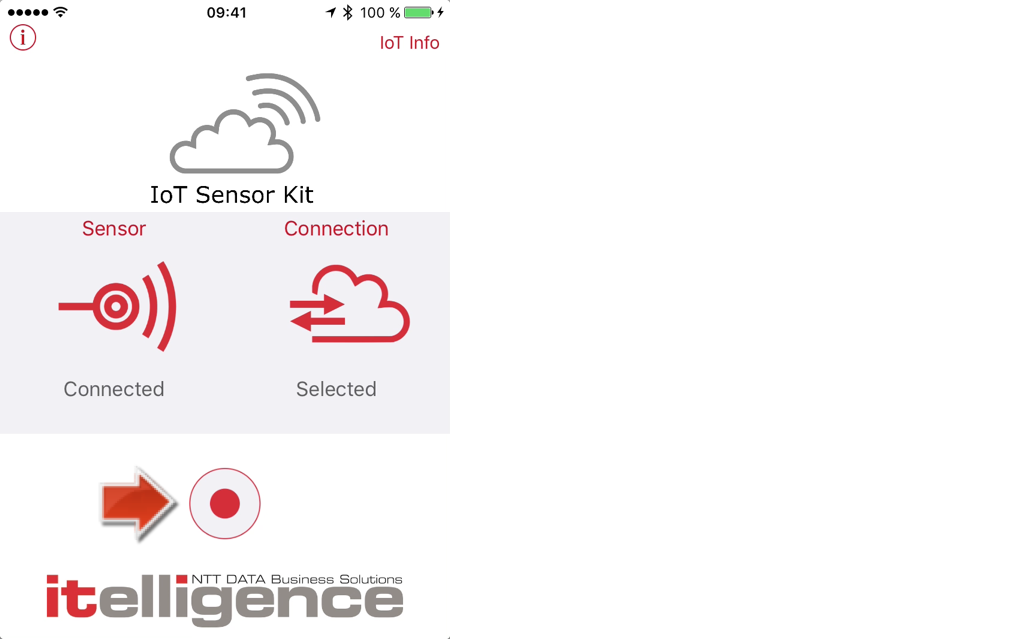 09:41
100 %
i
IoT Info
IoT Sensor Kit
Sensor
Connection
Connected
Selected
NTT DATA Business Solutions
itelligence